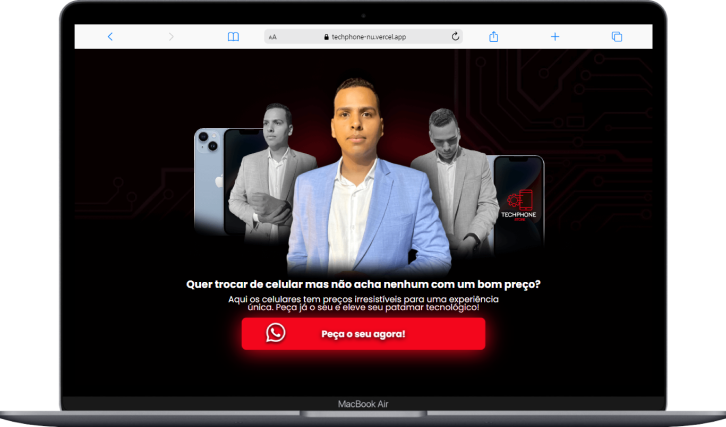 AA
techphone-nu.vercel.app
TECHPHONE
Quer trocar de celular mas não acha nenhum com um bom preço?
Aqui os celulares tem preços irresistíveis para uma experiência
única. Peça já o seu e eleve seu patamar tecnológico!
Peça o seu agora!
MacBook Air